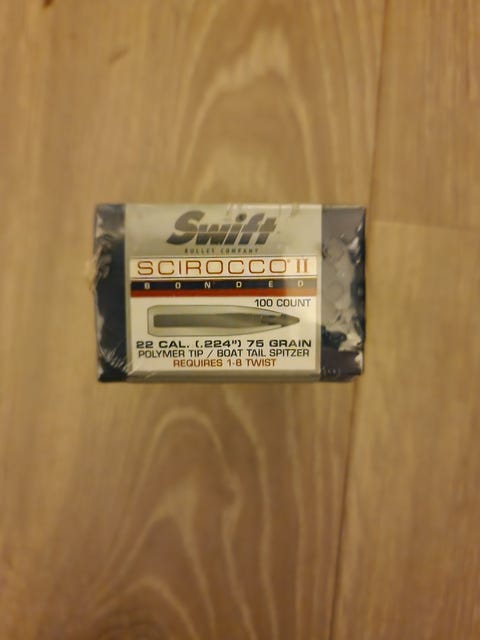 Swift
BULLET COMPANY
SCIROCCO® II
BONDED
100 COUNT
22 CAL. (.224") 75 GRAIN
POLYMER TIP / BOAT TAIL SPITZER
REQUIRES 1-8 TWIST